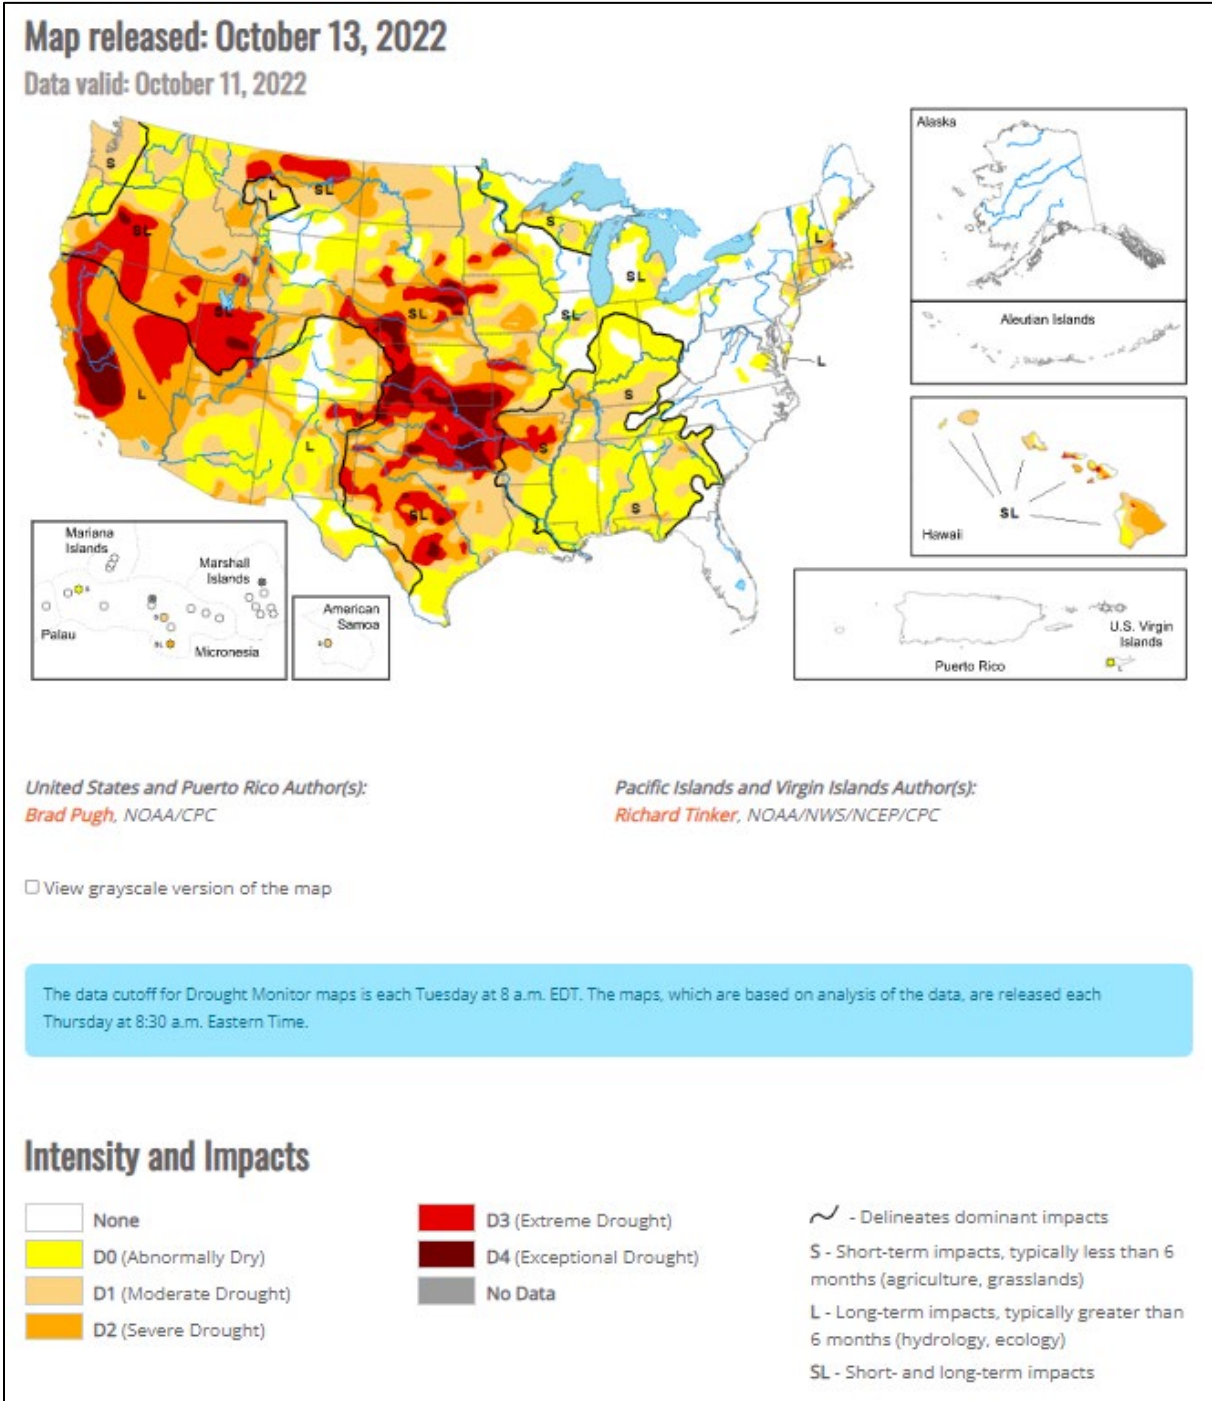 Map released: October 13, 2022
Data valid: October 11, 2022
S
L
SL
S
L
SL
SL
SL
SL
SL
L
S
L
L
S
SL
S
Alaska
Aleutian Islands
SL
Hawaii
Mariana
Islands
Marshall
Islands
S
S
Palau
SL
Micronesia
American
Samoa
S
U.S. Virgin
Islands
Puerto Rico
L
United States and Puerto Rico Author(s):
Brad Pugh, NOAA/CPC
Pacific Islands and Virgin Islands Author(s):
Richard Tinker, NOAA/NWS/NCEP/CPC
View grayscale version of the map
The data cutoff for Drought Monitor maps is each Tuesday at 8 a.m. EDT. The maps, which are based on analysis of the data, are released each
Thursday at 8:30 a.m. Eastern Time.
Intensity and Impacts
None
D0 (Abnormally Dry)
D1 (Moderate Drought)
D2 (Severe Drought)
D3 (Extreme Drought)
D4 (Exceptional Drought)
No Data
- Delineates dominant impacts
S - Short-term impacts, typically less than 6
months (agriculture, grasslands)
L - Long-term impacts, typically greater than
6 months (hydrology, ecology)
SL - Short- and long-term impacts